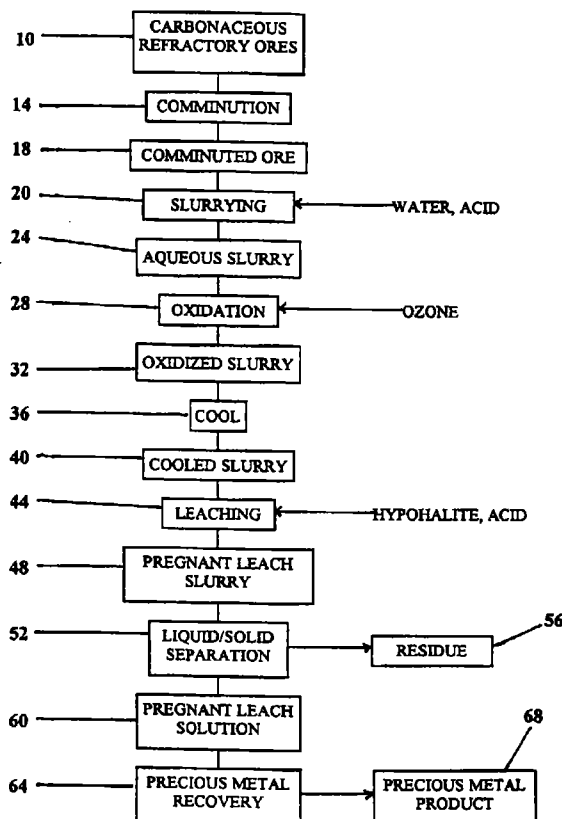 10
CARBONACEOUS
REFRACTORY ORES
14
COMMINUTION
18
COMMINUTED ORE
20
SLURRYING
WATER, ACID
24
AQUEOUS SLURRY
28
OXIDATION
OZONE
32
OXIDIZED SLURRY
36
COOL
40
COOLED SLURRY
44
LEACHING
HYPOHALITE, ACID
48
PREGNANT LEACH
SLURRY
52
LIQUID/SOLID
SEPARATION
RESIDUE
56
60
PREGNANT LEACH
SOLUTION
68
64
PRECIOUS METAL
RECOVERY
PRECIOUS METAL
PRODUCT